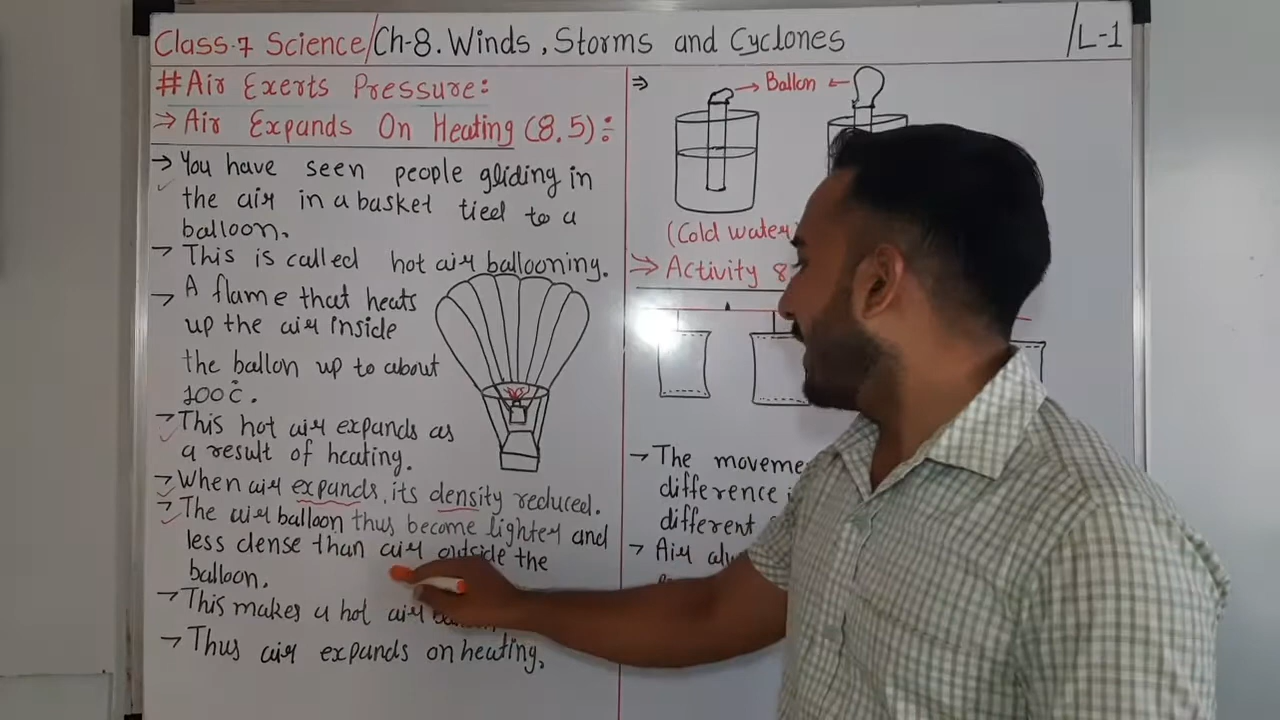 Class-7 Science/Ch-8. Winds, Storms and Cyclones /L-1
#Air Exerts Pressure:
⇒ Air Expands On Heating (8.5):
→ You have seen people gliding in
the air in a basket tied to a
balloon.
→ This is called hot air ballooning.
→ A flame that heats
up the air inside
the ballon up to about
100°c.
→ This hot air expands as
a result of heating.
→ When air expands, its density reduced.
→ The air balloon thus become lighter and
less dense than air outside the
balloon.
→ This makes a hot air
→ Thus air expands on heating.
⇒ → Ballon ←
(Cold water)
⇒ Activity 8
→ The
difference
different
→ Air